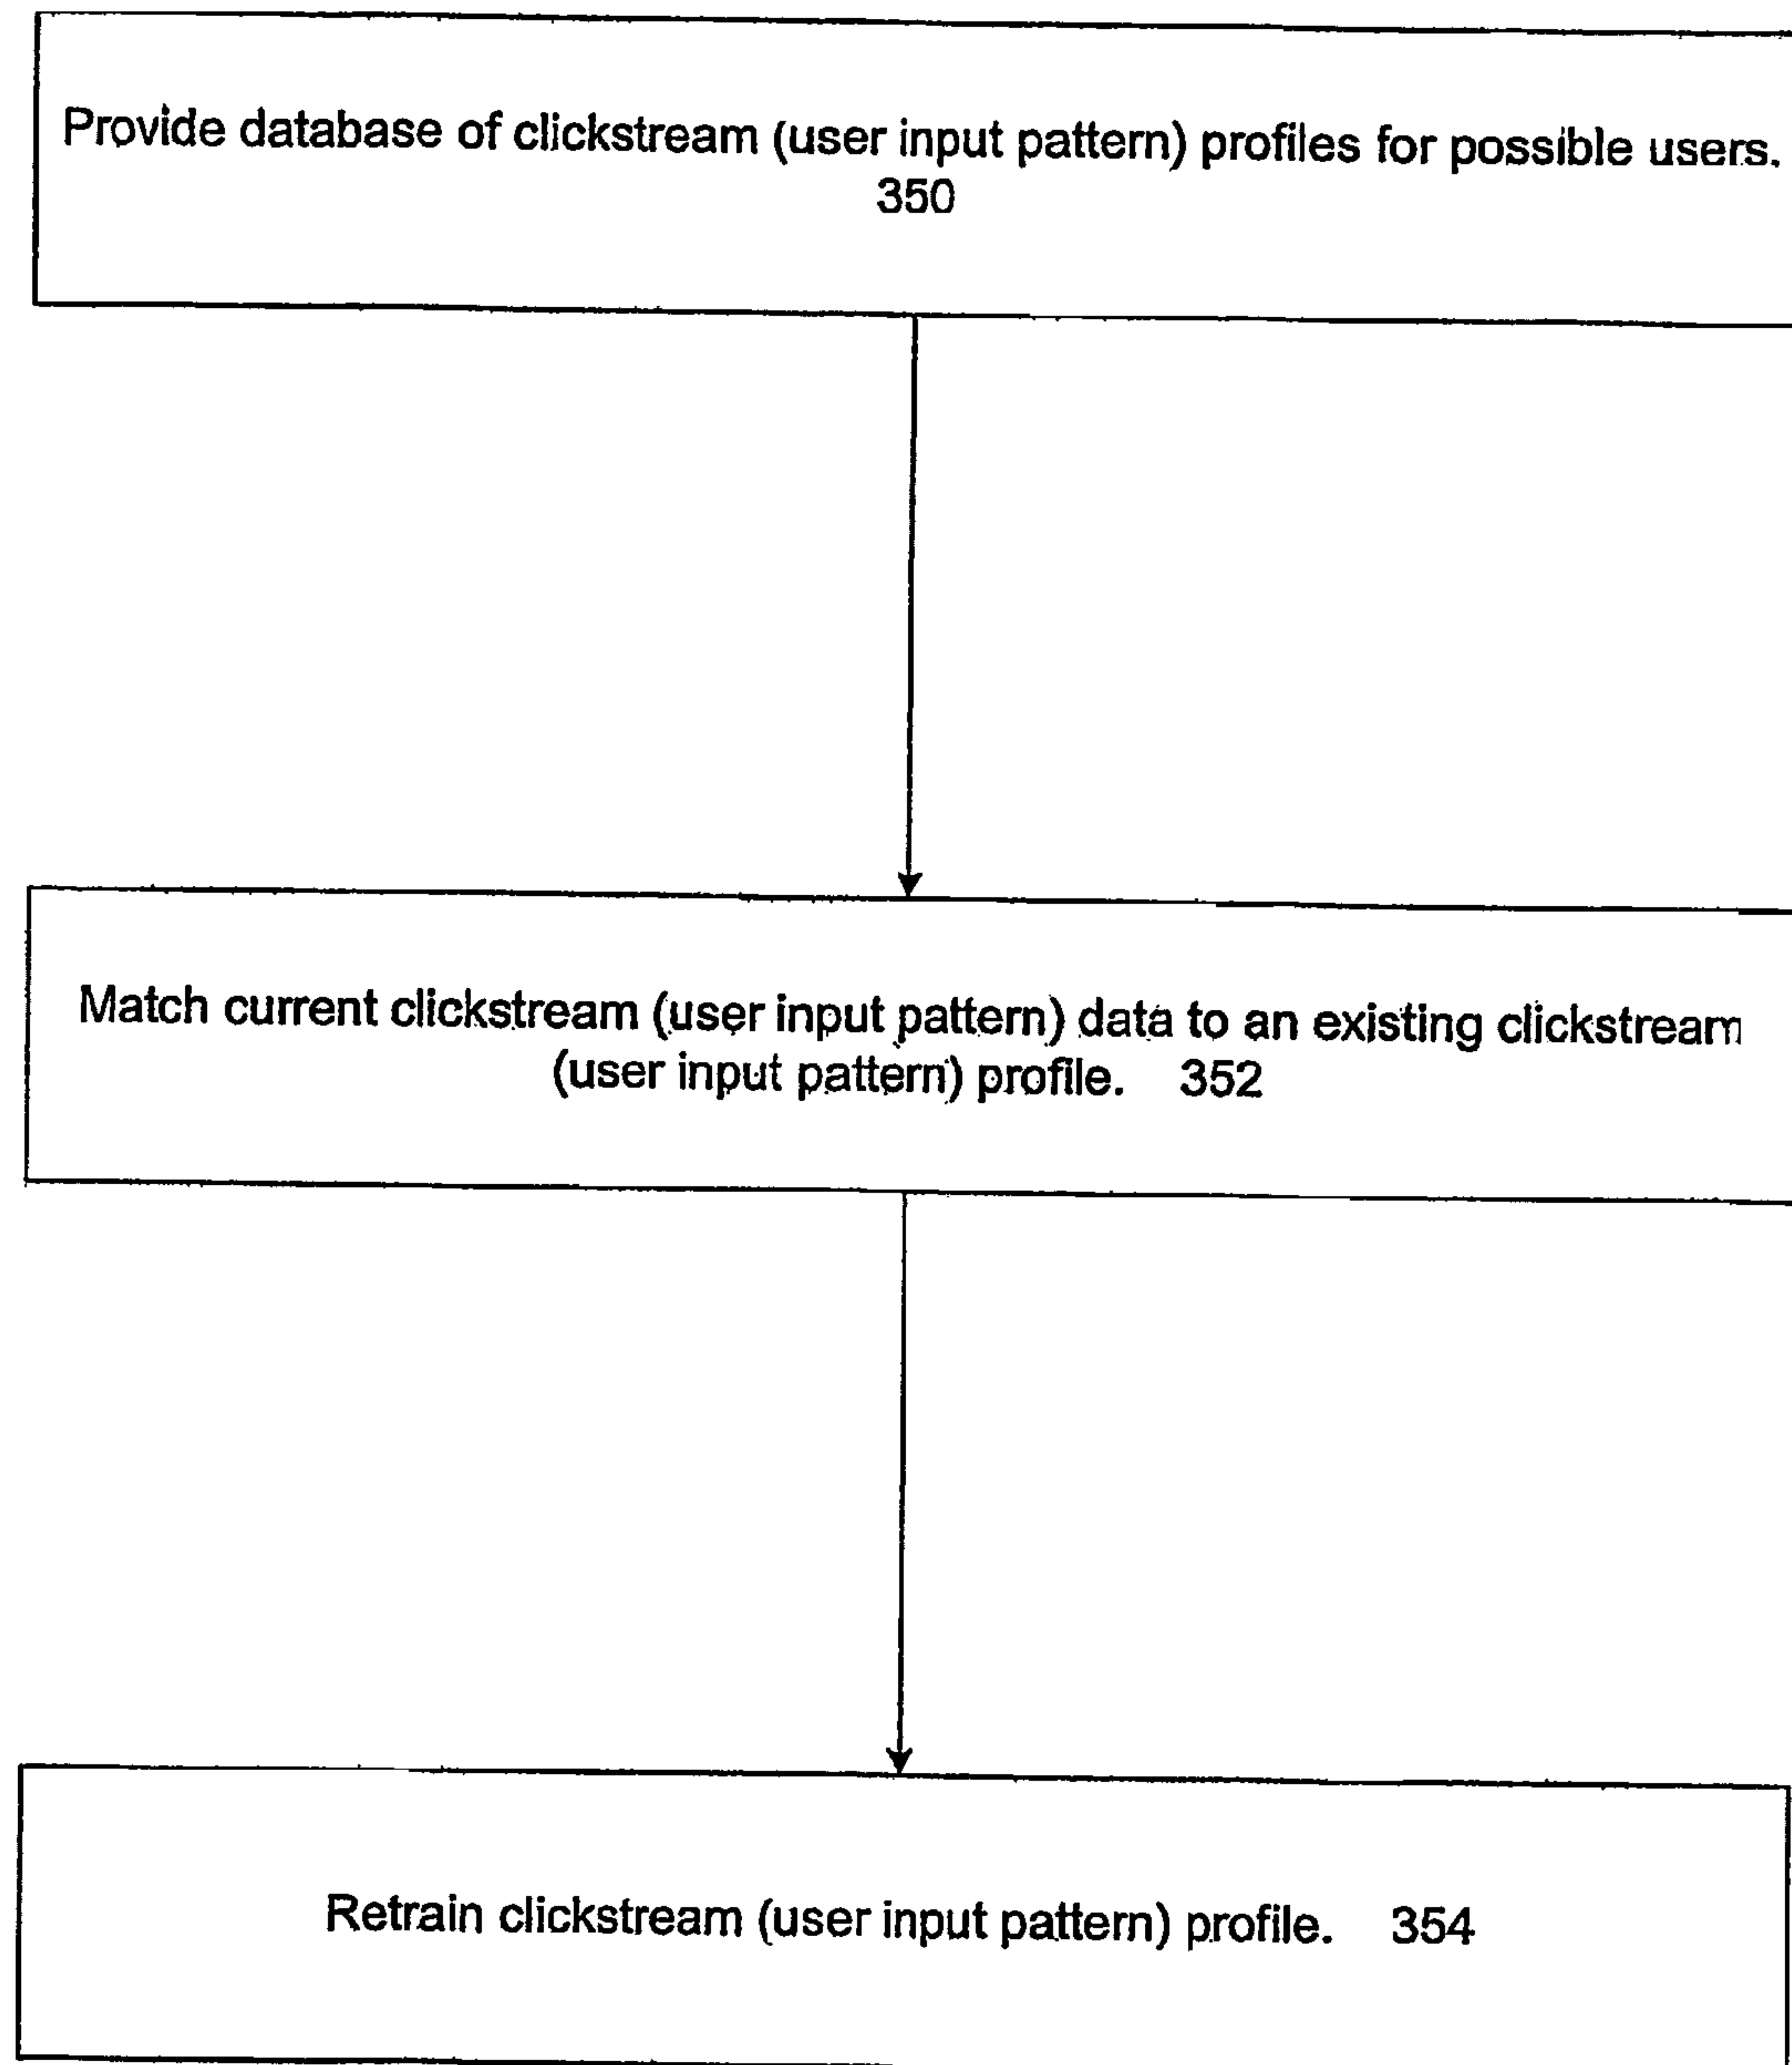 Provide database of clickstream (user input pattern) profiles for possible users.
350
Match current clickstream (user input pattern) data to an existing clickstream
(user input pattern) profile. 352
Retrain clickstream (user input pattern) profile. 354